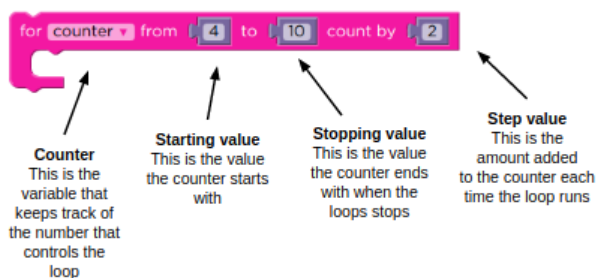 for counter from 4 to 10 count by 2
Counter
This is the
variable that
keeps track of
the number that
controls the
loop
Starting value
This is the value
the counter starts
with
Stopping value
This is the value
the counter ends
with when the
loops stops
Step value
This is the
amount added
to the counter each
time the loop runs